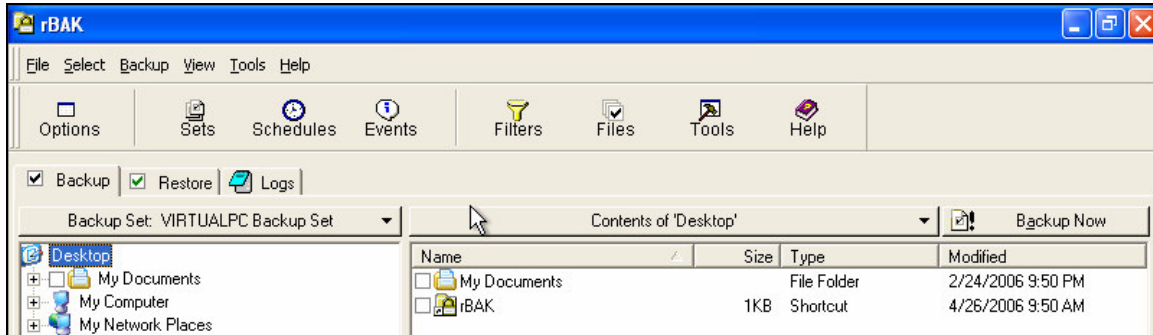 rBAK
File Select Backup View Tools Help
Options Sets Schedules Events Filters Files Tools Help
Backup Restore Logs
Backup Set: VIRTUALPC Backup Set Contents of 'Desktop' Backup Now
Desktop Name Size Type Modified
My Documents My Documents File Folder 2/24/2006 9:50 PM
My Computer rBAK 1KB Shortcut 4/26/2006 9:50 AM
My Network Places